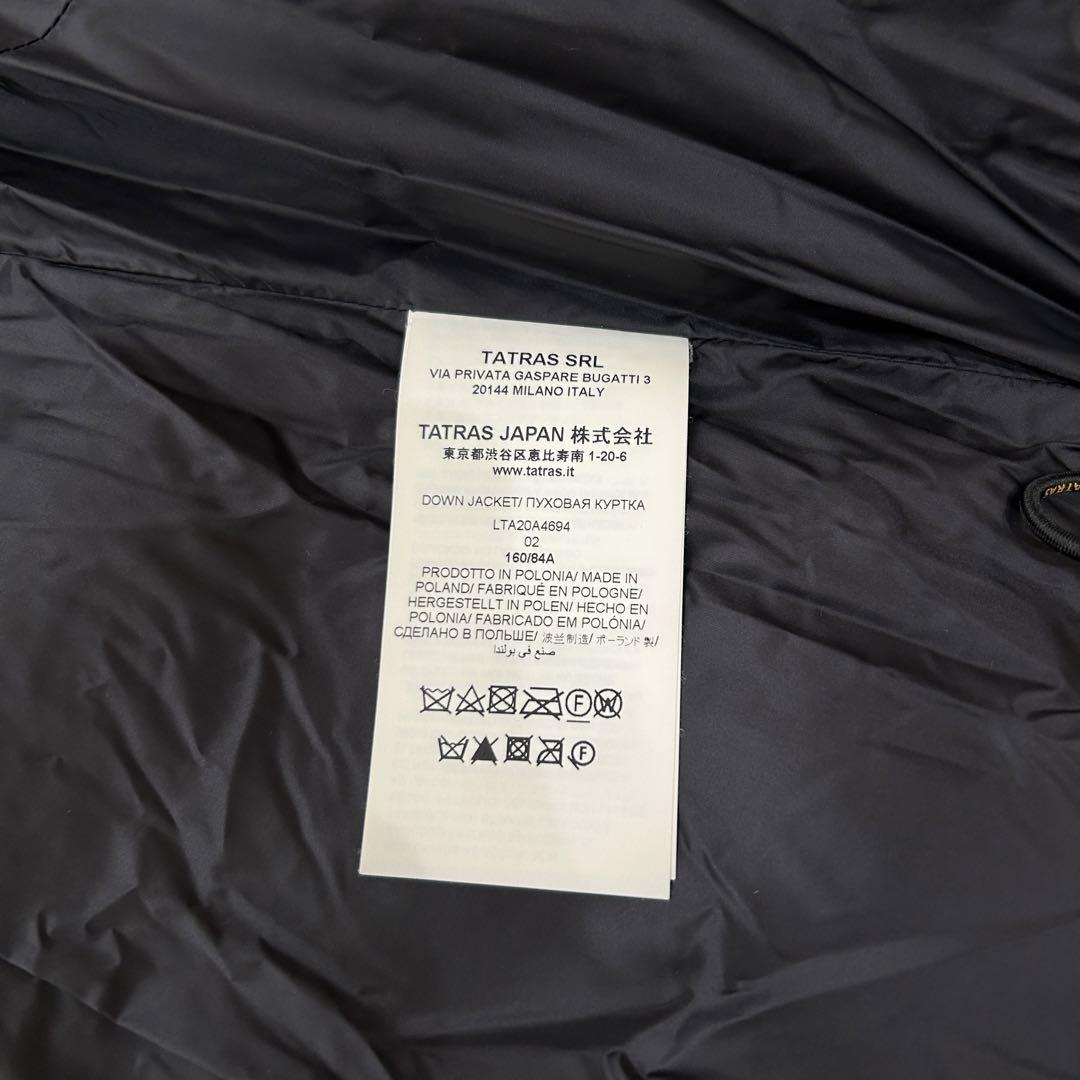 TATRAS SRL
VIA PRIVATA GASPARE BUGATTI 3
20144 MILANO ITALY
TATRAS JAPAN 株式会社
東京都渋谷区恵比寿南 1-20-6
www.tatras.it
DOWN JACKET/ ПУХОВАЯ КУРТКА
LTA20A4694
02
160/84A
PRODOTTO IN POLONIA/ MADE IN
POLAND/ FABRIQUÉ EN POLOGNE/
HERGESTELLT IN POLEN/ HECHO EN
POLONIA/ FABRICADO EM POLÓNIA/
СДЕЛАНО В ПОЛЬШЕ/ 波兰制造/ ポーランド製/
صنع في بولندا
F W
F
TATRAS